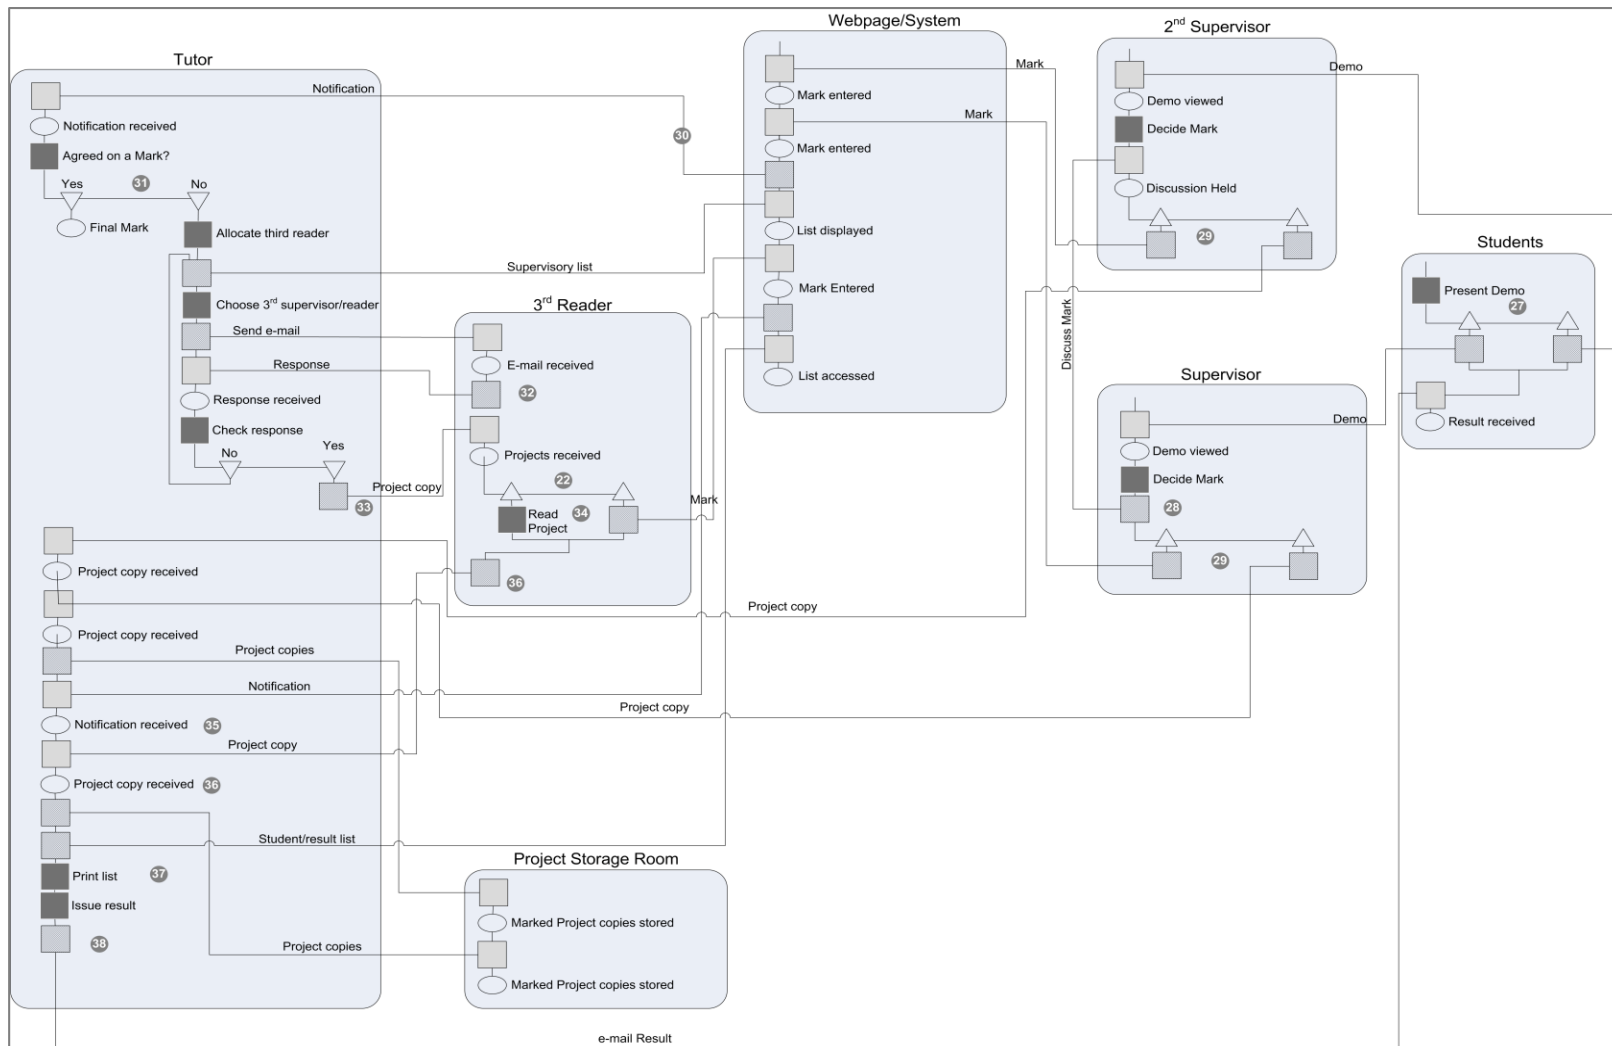 Webpage/System
2nd Supervisor
Tutor
Notification
Mark
Demo
Mark entered
Demo viewed
Notification received
Mark
Decide Mark
30
Agreed on a Mark?
Mark entered
Yes
31
No
Discussion Held
Final Mark
Allocate third reader
List displayed
29
Students
Supervisory list
Mark Entered
Present Demo
27
Choose 3rd supervisor/reader
3rd Reader
Discuss Mark
Send e-mail
Response
E-mail received
List accessed
Supervisor
32
Response received
Demo
Result received
Check response
No
Yes
Projects received
Demo viewed
22
Decide Mark
Project copy
33
Mark
28
Read
Project
34
29
Project copy received
36
Project copy
Project copy received
Project copies
Notification
Project copy
Notification received
35
Project copy
Project copy received
36
Student/result list
Project Storage Room
Print list
37
Issue result
Marked Project copies stored
38
Project copies
Marked Project copies stored
e-mail Result